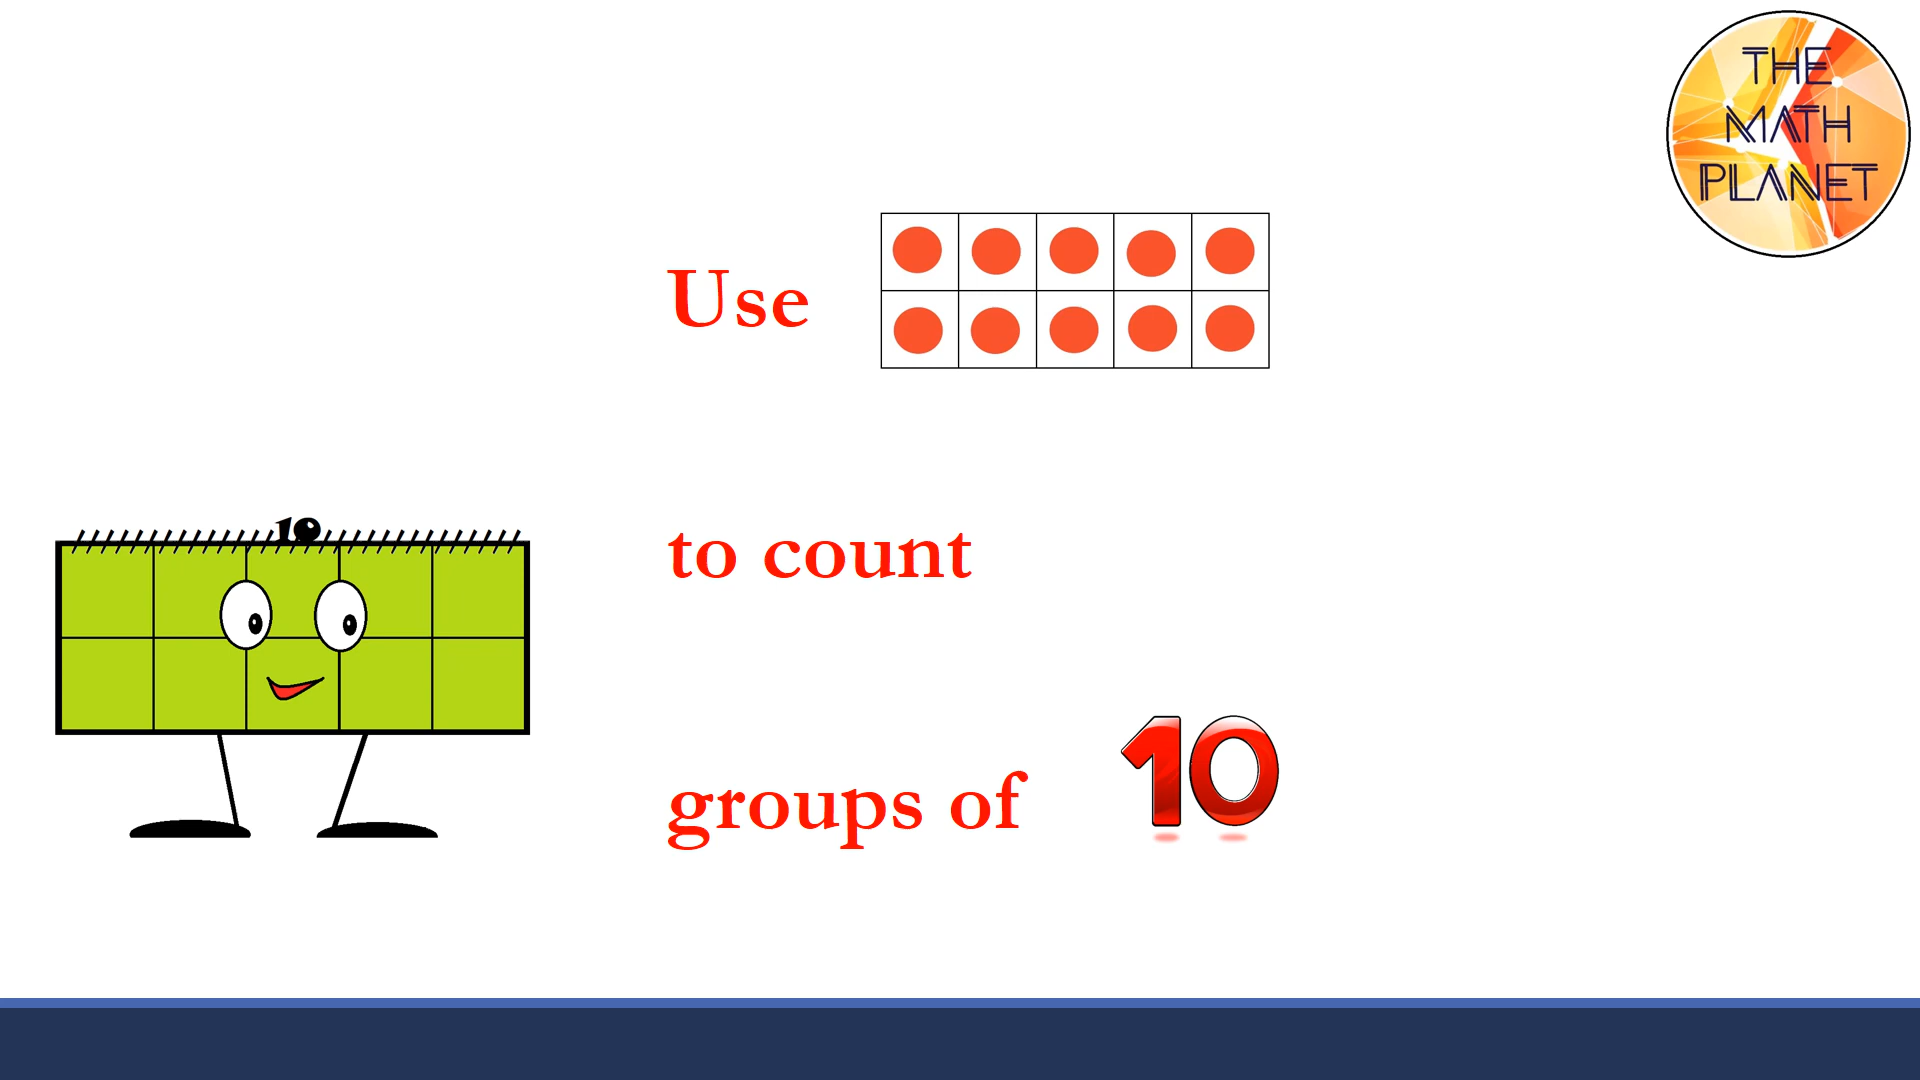 THE
MATH
PLANET
Use
10
to count
groups of 10